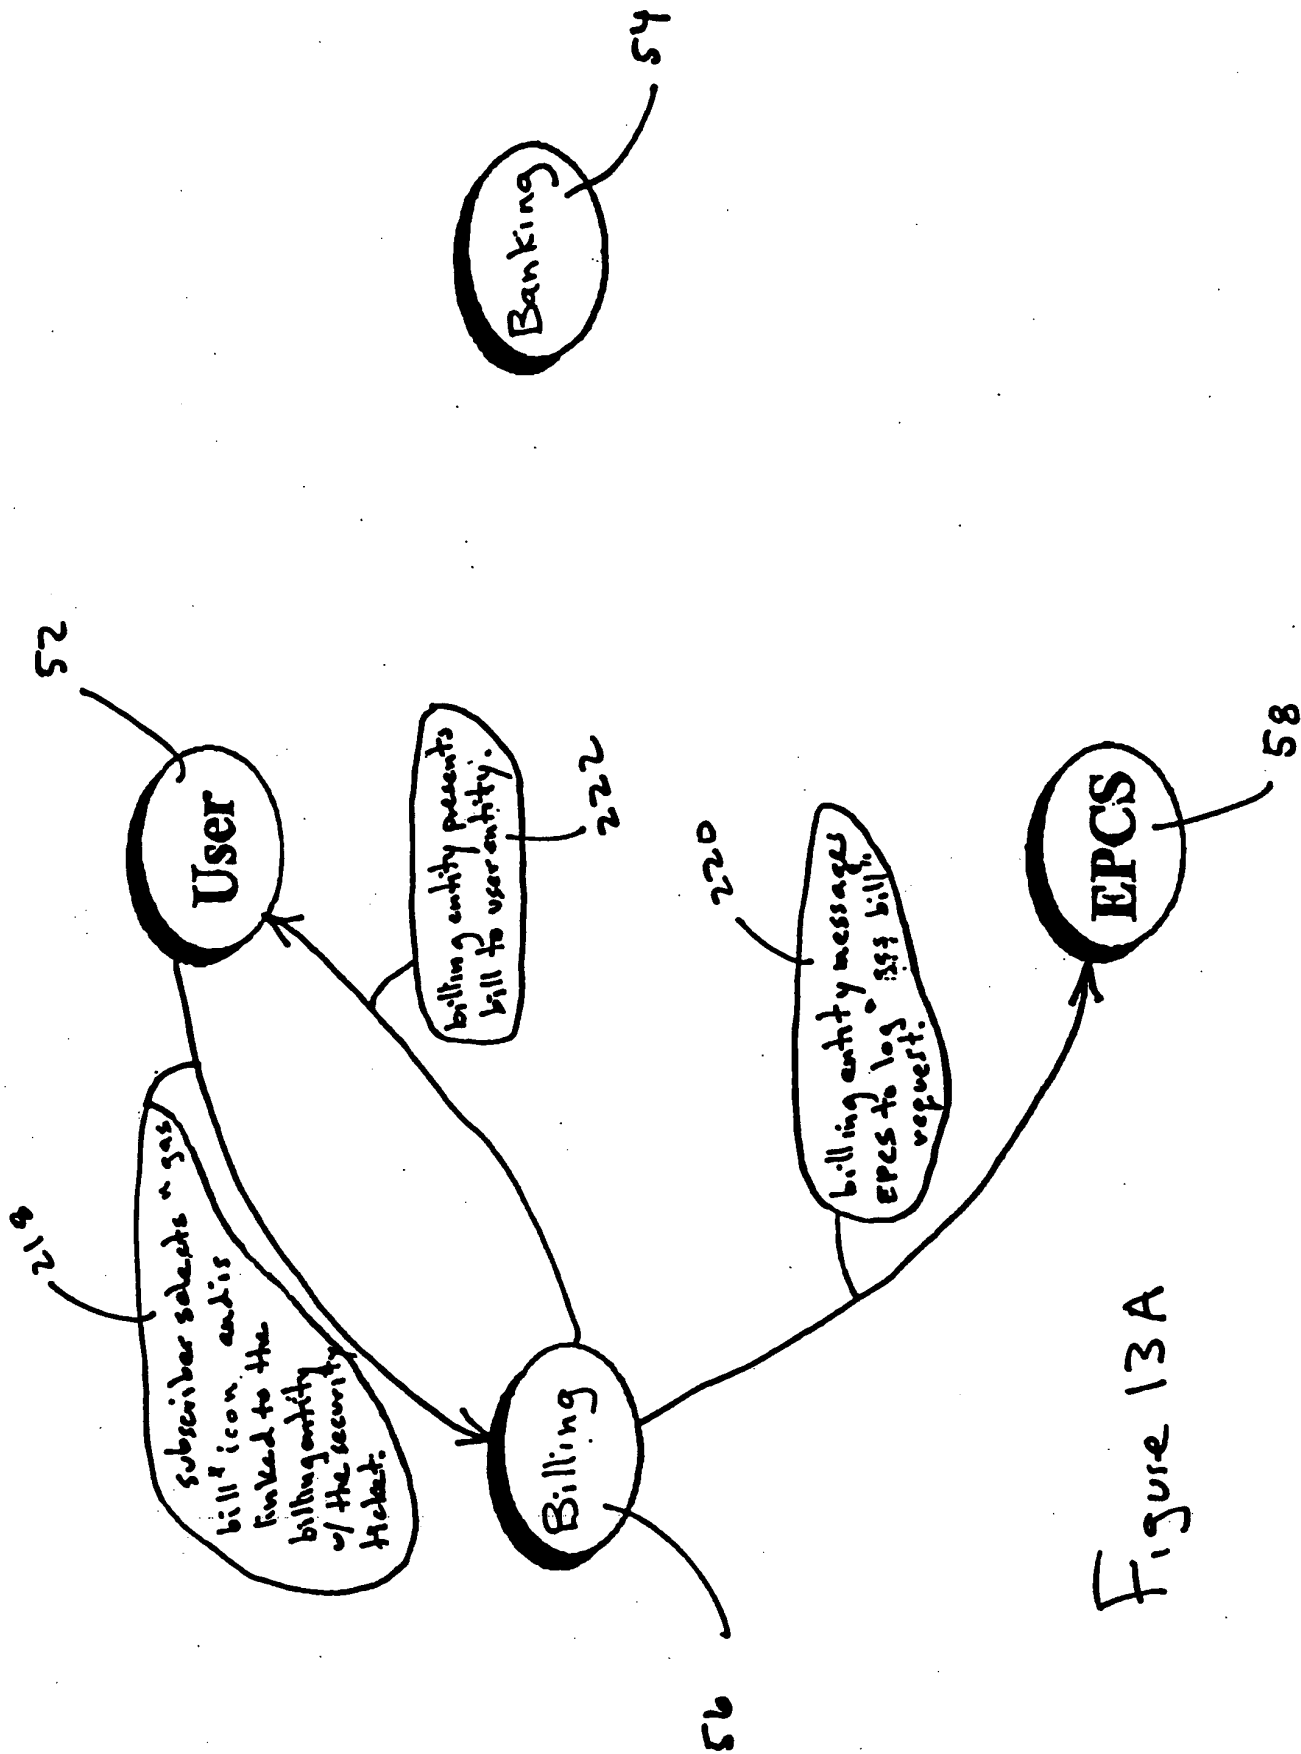 52
User
218
subscriber selects "gas
bill" icon and is
linked to the
billing entity
w/ the security
ticket.
billing entity presents
bill to user entity.
222
Banking
54
Billing
56
220
billing entity messages
EPCS to log "gas bill"
request.
EPCS
58
Figure 13A